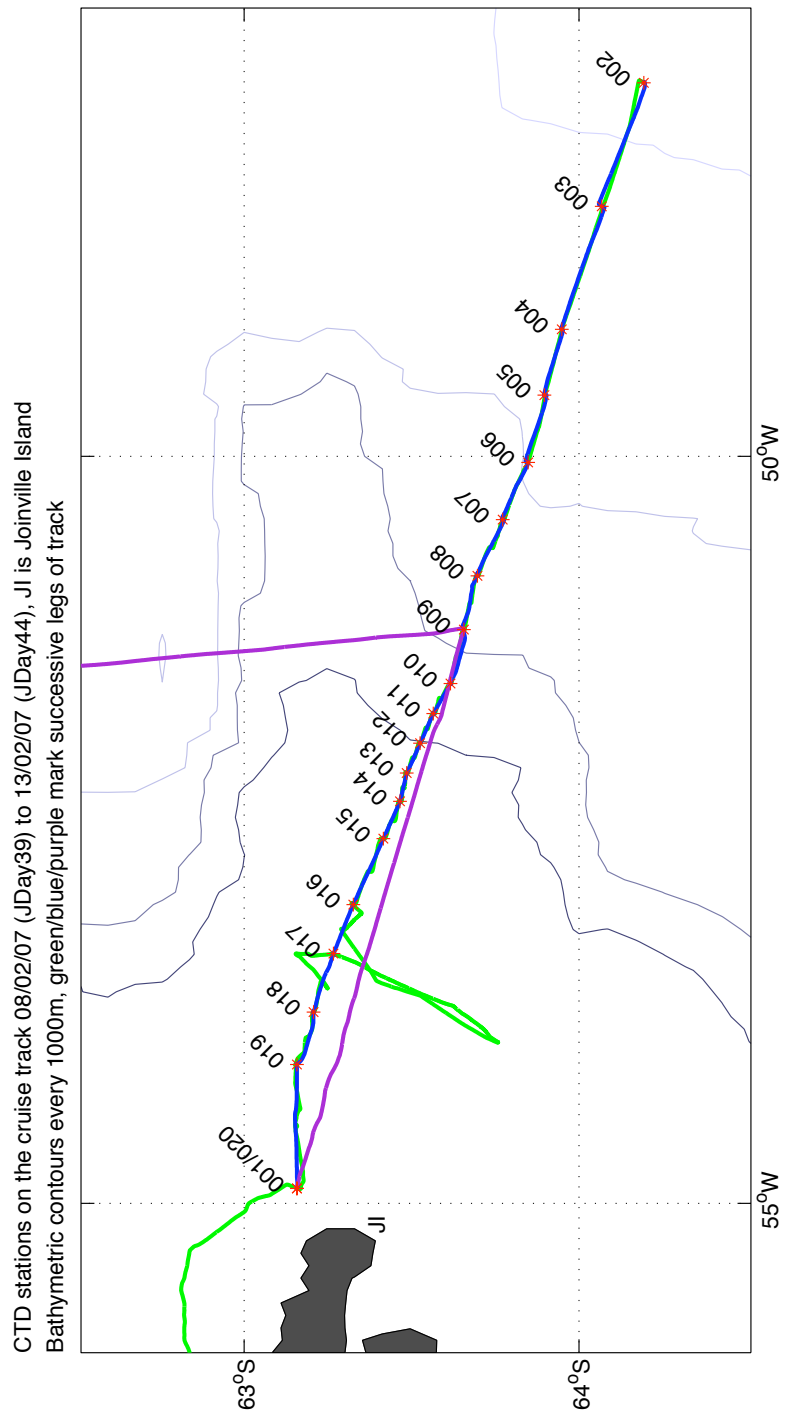 CTD stations on the cruise track 08/02/07 (JDay39) to 13/02/07 (JDay44), JI is Joinville Island
Bathymetric contours every 1000m, green/blue/purple mark successive legs of track
63°S
64°S
55°W
50°W
JI
001/020
019
018
017
016
015
014
013
012
011
010
009
008
007
006
005
004
003
002